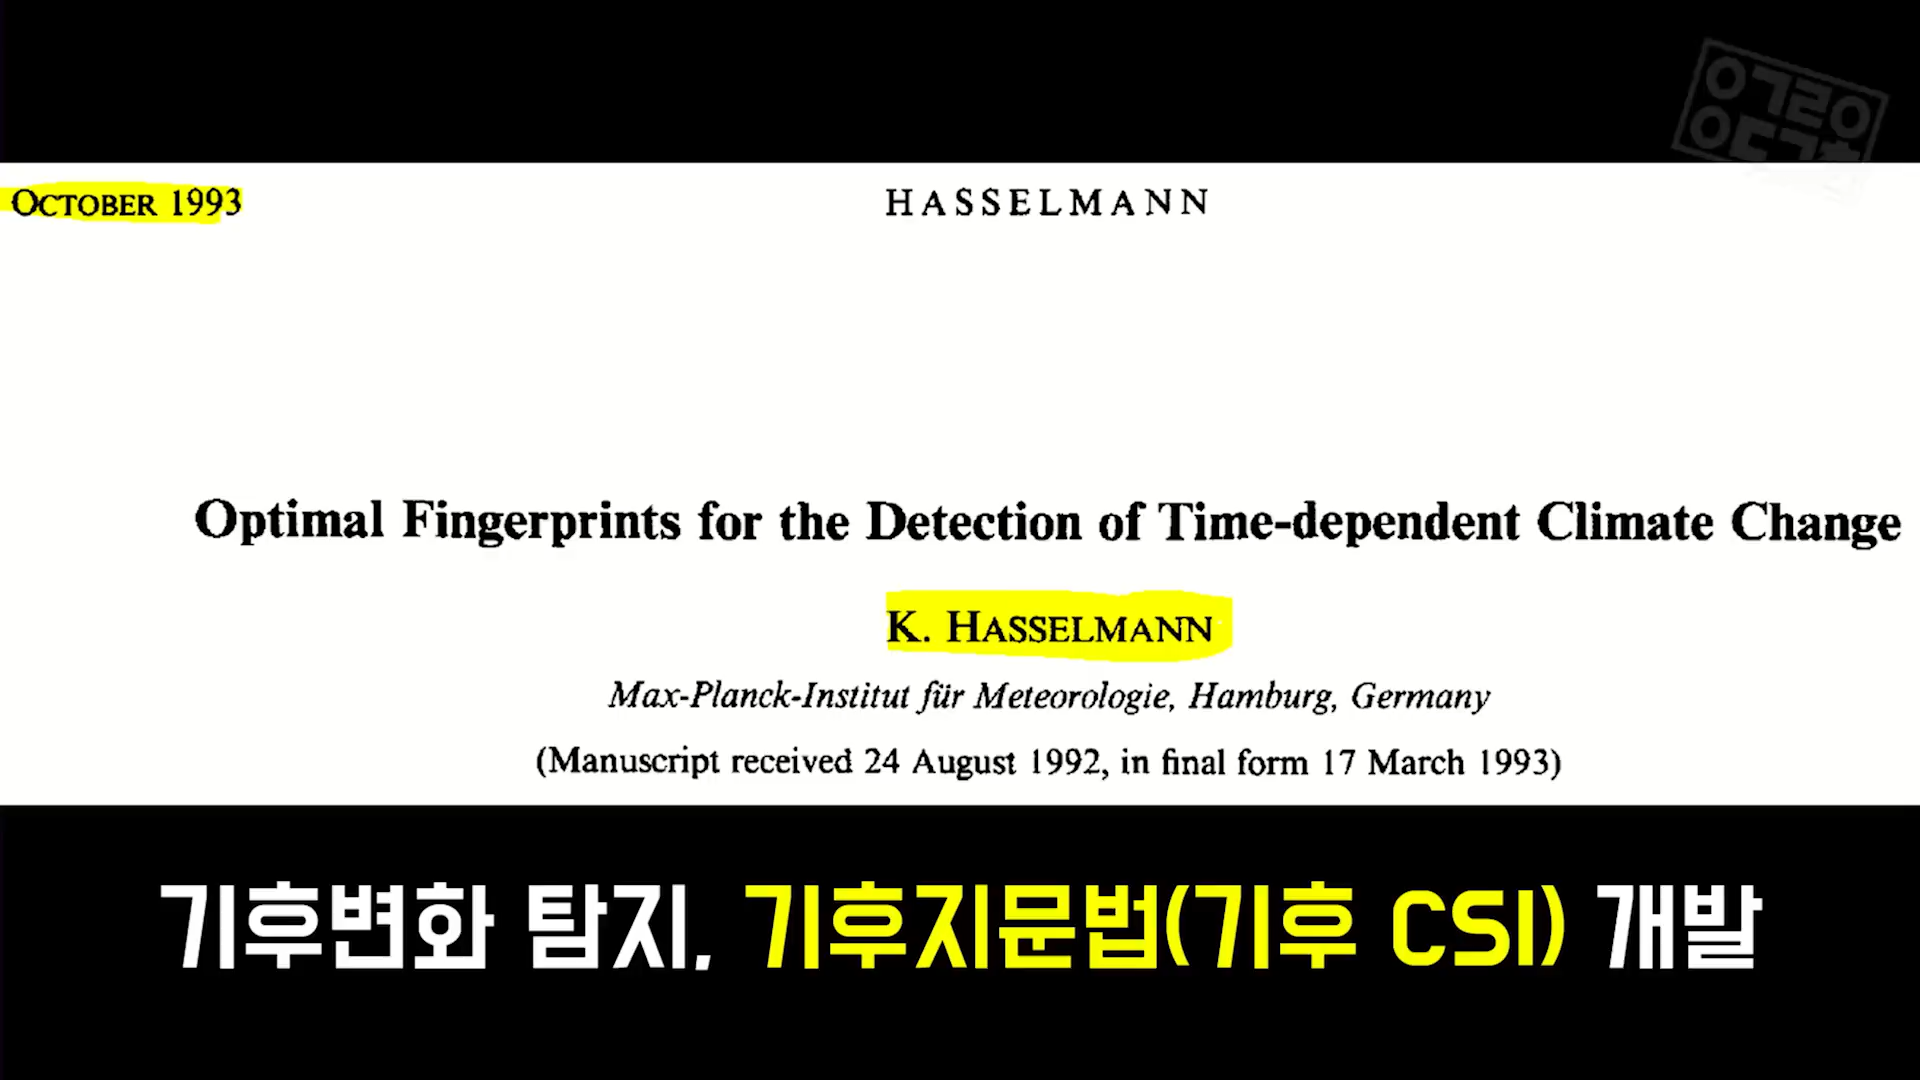 OCTOBER 1993
HASSELMANN
Optimal Fingerprints for the Detection of Time-dependent Climate Change
K. HASSELMANN
Max-Planck-Institut für Meteorologie, Hamburg, Germany
(Manuscript received 24 August 1992, in final form 17 March 1993)
기후변화 탐지, 기후지문법(기후 CSI) 개발